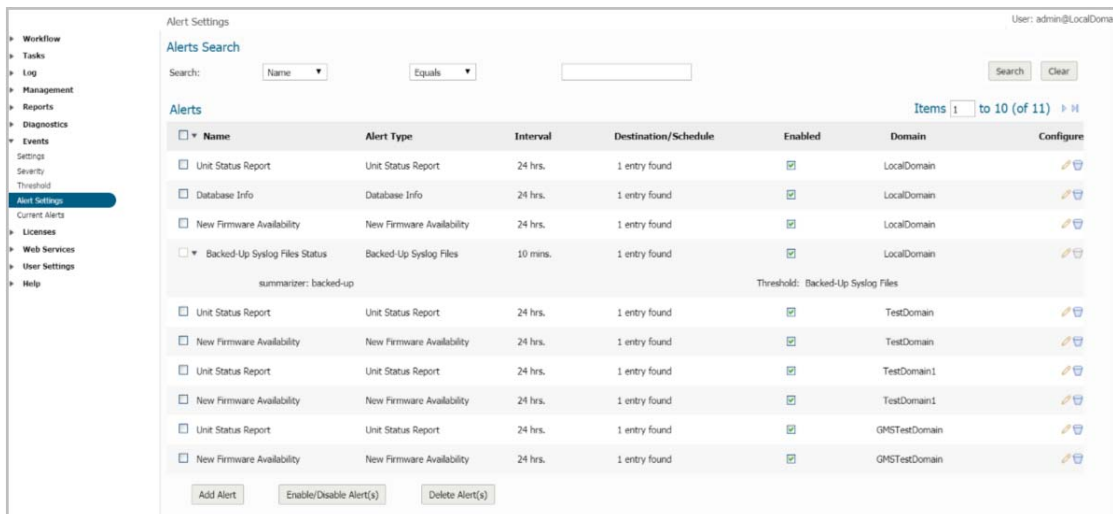 Alert Settings
User: admin@LocalDoma
Workflow
Tasks
Log
Management
Reports
Diagnostics
Events
Settings
Severity
Threshold
Alert Settings
Current Alerts
Licenses
Web Services
User Settings
Help
Alerts Search
Search: Name Equals Search Clear
Alerts Items 1 to 10 (of 11)
Name Alert Type Interval Destination/Schedule Enabled Domain Configure
Unit Status Report Unit Status Report 24 hrs. 1 entry found LocalDomain
Database Info Database Info 24 hrs. 1 entry found LocalDomain
New Firmware Availability New Firmware Availability 24 hrs. 1 entry found LocalDomain
Backed-Up Syslog Files Status Backed-Up Syslog Files 10 mins. 1 entry found LocalDomain
summarizer: backed-up Threshold: Backed-Up Syslog Files
Unit Status Report Unit Status Report 24 hrs. 1 entry found TestDomain
New Firmware Availability New Firmware Availability 24 hrs. 1 entry found TestDomain
Unit Status Report Unit Status Report 24 hrs. 1 entry found TestDomain1
New Firmware Availability New Firmware Availability 24 hrs. 1 entry found TestDomain1
Unit Status Report Unit Status Report 24 hrs. 1 entry found GMSTestDomain
New Firmware Availability New Firmware Availability 24 hrs. 1 entry found GMSTestDomain
Add Alert Enable/Disable Alert(s) Delete Alert(s)